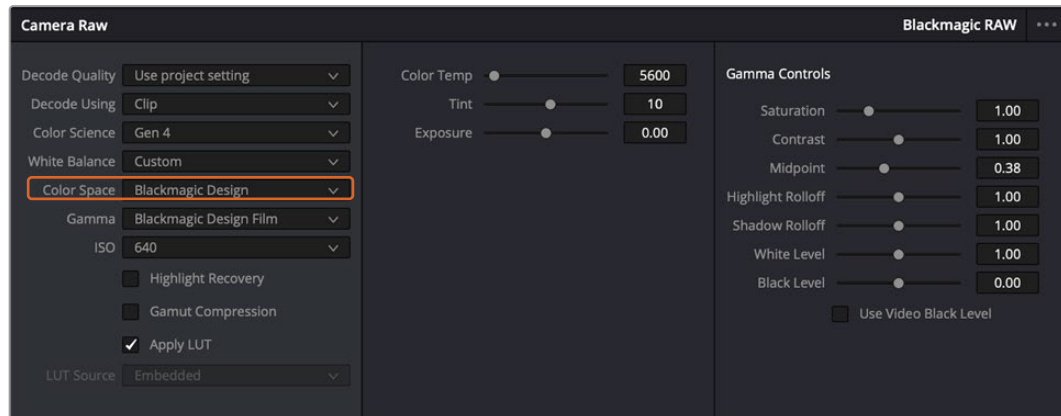 Camera Raw
Blackmagic RAW
Decode Quality Use project setting
Decode Using Clip
Color Science Gen 4
White Balance Custom
Color Space Blackmagic Design
Gamma Blackmagic Design Film
ISO 640
Highlight Recovery
Gamut Compression
Apply LUT
LUT Source Embedded
Color Temp 5600
Tint 10
Exposure 0.00
Gamma Controls
Saturation 1.00
Contrast 1.00
Midpoint 0.38
Highlight Rolloff 1.00
Shadow Rolloff 1.00
White Level 1.00
Black Level 0.00
Use Video Black Level